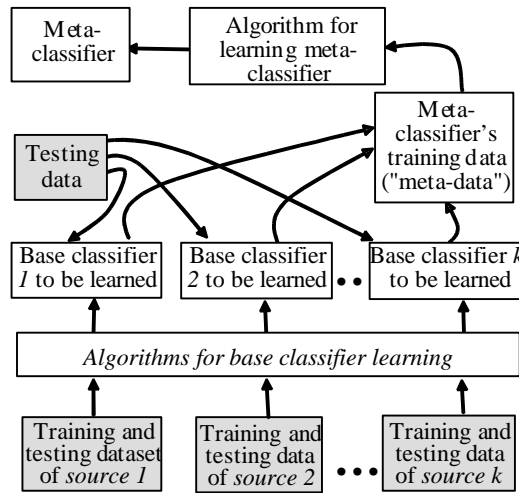 Meta-
classifier
Algorithm for
learning meta-
classifier
Meta-
classifier's
training data
("meta-data")
Testing
data
Base classifier
1 to be learned
Base classifier
2 to be learned
Base classifier k
to be learned
Algorithms for base classifier learning
Training and
testing dataset
of source 1
Training and
testing data
of source 2
Training and
testing data
of source k